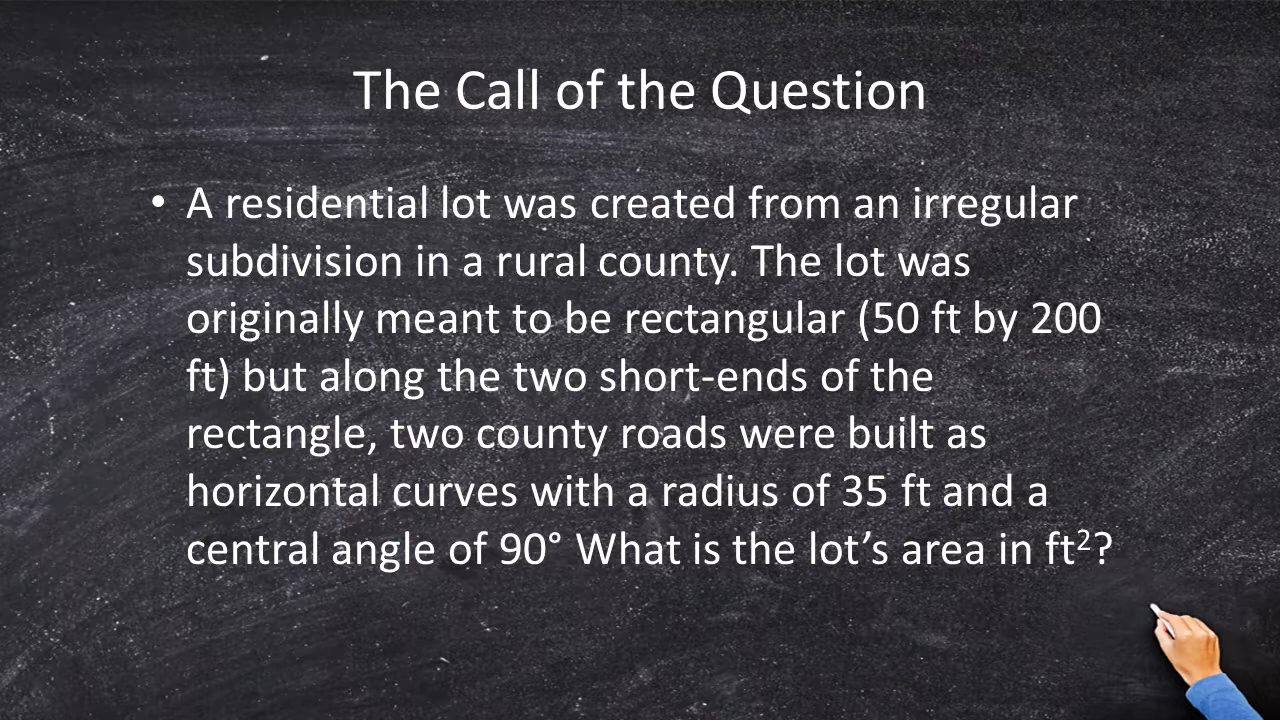 The Call of the Question
• A residential lot was created from an irregular
subdivision in a rural county. The lot was
originally meant to be rectangular (50 ft by 200
ft) but along the two short-ends of the
rectangle, two county roads were built as
horizontal curves with a radius of 35 ft and a
central angle of 90° What is the lot’s area in ft²?